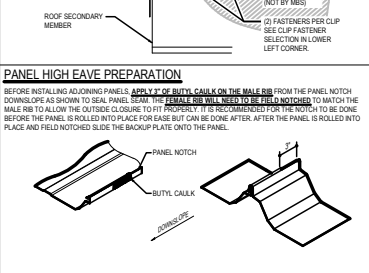 (NOT BY MBS)
ROOF SECONDARY
MEMBER
(2) FASTENERS PER CLIP
SEE CLIP FASTENER
SELECTION IN LOWER
LEFT CORNER.
PANEL HIGH EAVE PREPARATION
BEFORE INSTALLING ADJOINING PANELS, APPLY 3" OF BUTYL CAULK ON THE MALE RIB FROM THE PANEL NOTCH
DOWNSLOPE AS SHOWN TO SEAL PANEL SEAM. THE FEMALE RIB WILL NEED TO BE FIELD NOTCHED TO MATCH THE
MALE RIB TO ALLOW THE OUTSIDE CLOSURE TO FIT PROPERLY. IT IS RECOMMENDED FOR THE NOTCH TO BE DONE
BEFORE THE PANEL IS ROLLED INTO PLACE FOR EASE BUT CAN BE DONE AFTER. AFTER THE PANEL IS ROLLED INTO
PLACE AND FIELD NOTCHED SLIDE THE BACKUP PLATE ONTO THE PANEL.
3"
PANEL NOTCH
BUTYL CAULK
DOWNSLOPE